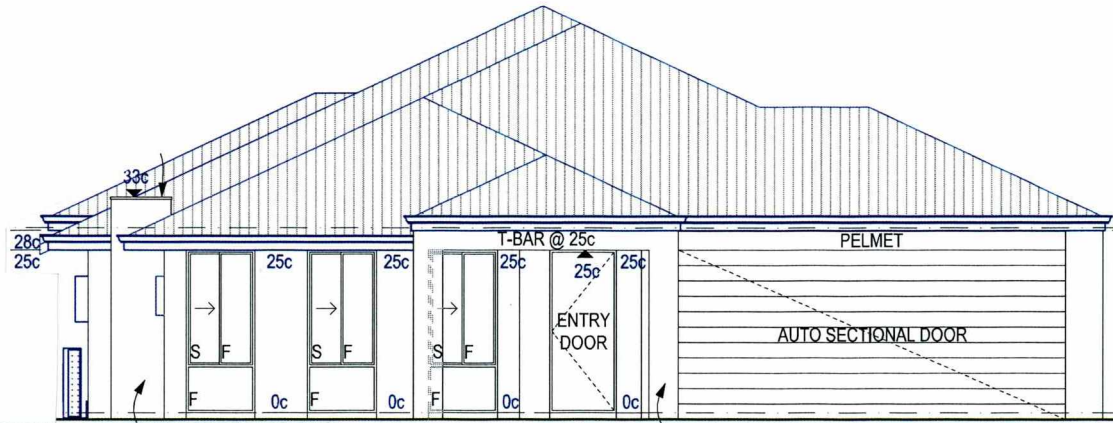 33c
28c
25c
T-BAR @ 25c
PELMET
25c
25c
25c
25c
25c
S F
S F
S F
ENTRY
DOOR
AUTO SECTIONAL DOOR
F
F
F
0c
0c
0c
0c